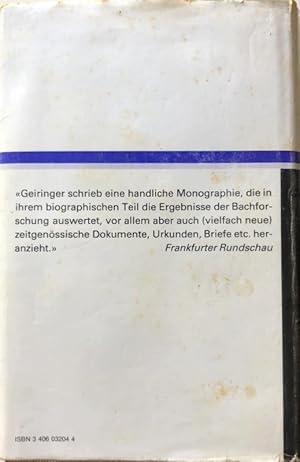 «Geiringer schrieb eine handliche Monographie, die in
ihrem biographischen Teil die Ergebnisse der Bachfor-
schung auswertet, vor allem aber auch (vielfach neue)
zeitgenössische Dokumente, Urkunden, Briefe etc. her-
anzieht.» Frankfurter Rundschau
ISBN 3 406 03204 4